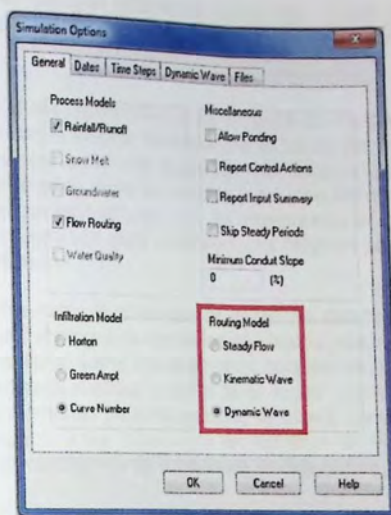 Simulation Options
General Dates Time Steps Dynamic Wave Files
Process Models
Rainfall/Runoff
Snow Melt
Groundwater
Flow Routing
Water Quality
Miscellaneous
Allow Ponding
Report Control Actions
Report Input Summary
Skip Steady Periods
Minimum Conduit Slope
0 (%)
Infiltration Model
Horton
Green Ampt
Curve Number
Routing Model
Steady Flow
Kinematic Wave
Dynamic Wave
OK Cancel Help